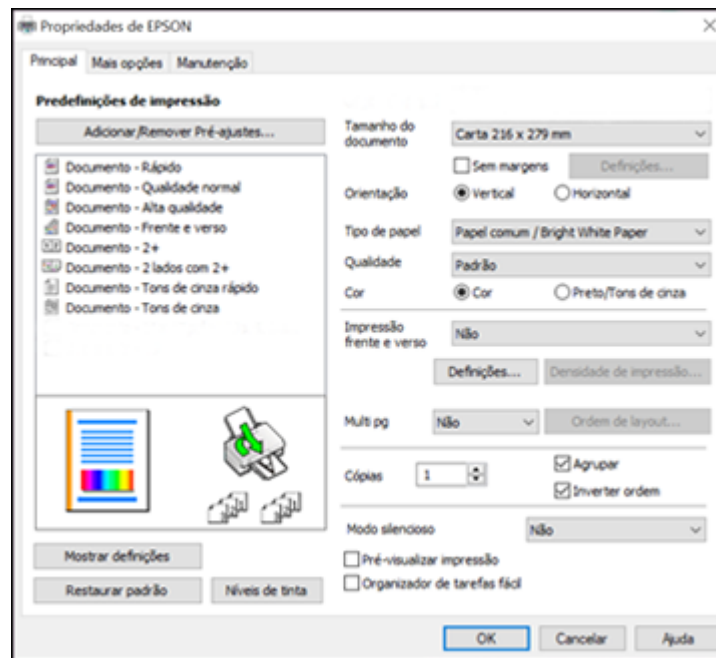 Propriedades de EPSON
Principal Mais opções Manutenção
Predefinições de impressão
Adicionar/Remover Pré-ajustes...
Documento - Rápido
Documento - Qualidade normal
Documento - Alta qualidade
Documento - Frente e verso
Documento - 2+
Documento - 2 lados com 2+
Documento - Tons de cinza rápido
Documento - Tons de cinza
Mostrar definições
Restaurar padrão Níveis de tinta
Tamanho do
documento
Carta 216 x 279 mm
Sem margens Definições...
Orientação Vertical Horizontal
Tipo de papel Papel comum / Bright White Paper
Qualidade Padrão
Cor Cor Preto/Tons de cinza
Impressão
frente e verso
Não
Definições... Densidade de impressão...
Multi pg Não Ordem de layout...
Cópias 1 Agrupar
Inverter ordem
Modo silencioso Não
Pré-visualizar impressão
Organizador de tarefas fácil
OK Cancelar Ajuda